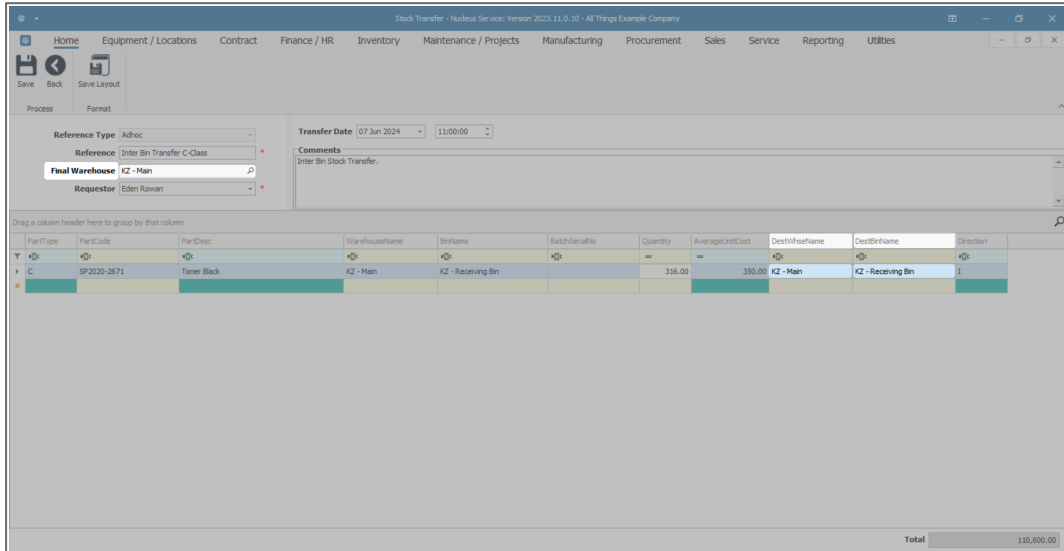 Stock Transfer - Nucleus Service: Version 2023.11.0.10 - All Things Example Company
Home Equipment / Locations Contract Finance / HR Inventory Maintenance / Projects Manufacturing Procurement Sales Service Reporting Utilities
Save Back Save Layout
Process Format
Reference Type Adhoc
Transfer Date 07 Jun 2024 11:00:00
Reference Inter Bin Transfer C-Class *
Comments
Inter Bin Stock Transfer.
Final Warehouse KZ - Main
Requestor Eden Rowan *
Drag a column header here to group by that column
PartType PartCode PartDesc WarehouseName BinName BatchSerialNo Quantity AverageUnitCost DestWhseName DestBinName Direction
C SP2020-2671 Toner Black KZ - Main KZ - Receiving Bin 316.00 350.00 KZ - Main KZ - Receiving Bin I
Total 110,600.00